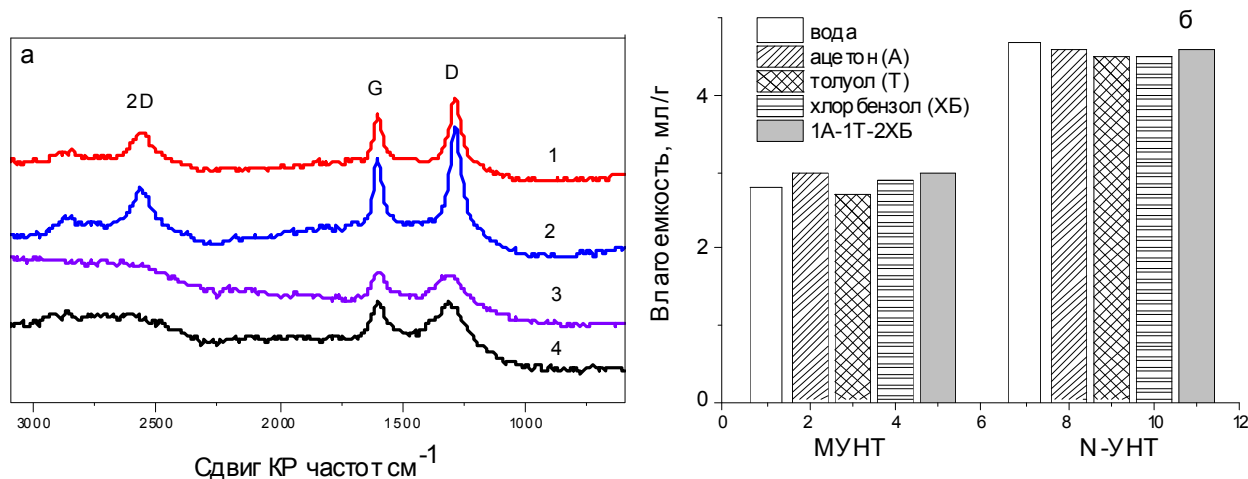 а
2D
G
D
1
2
3
4
3000 2500 2000 1500 1000
Сдвиг КР частот см-1
б
вода
ацетон (А)
толуол (Т)
хлорбензол (ХБ)
1А-1Т-2ХБ
Влагоемкость, мл/г
4
2
0
0 2 4 6 8 10 12
МУНТ N-УНТ